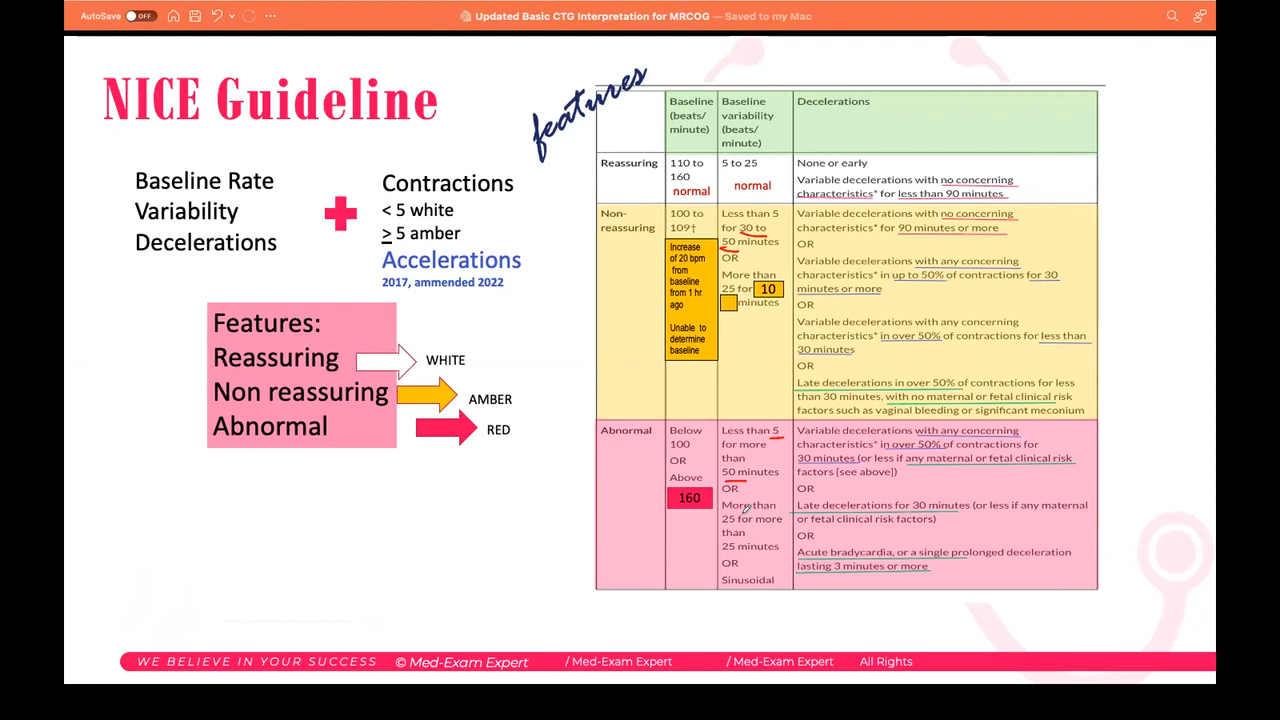 AutoSave OFF
Updated Basic CTG Interpretation for MRCOG — Saved to my Mac
NICE Guideline
features
Baseline Rate
Variability
Decelerations
Contractions
< 5 white
≥ 5 amber
Accelerations
2017, ammended 2022
Features:
Reassuring
Non reassuring
Abnormal
WHITE
AMBER
RED
Baseline
(beats/
minute)
Baseline
variability
(beats/
minute)
Decelerations
Reassuring
110 to
160
normal
5 to 25
normal
None or early
Variable decelerations with no concerning
characteristics* for less than 90 minutes
Non-
reassuring
100 to
109†
Increase
of 20 bpm
from
baseline
from 1 hr
ago
Unable to
determine
baseline
Less than 5
for 30 to
50 minutes
OR
More than
25 for 10
minutes
Variable decelerations with no concerning
characteristics* for 90 minutes or more
OR
Variable decelerations with any concerning
characteristics* in up to 50% of contractions for 30
minutes or more
OR
Variable decelerations with any concerning
characteristics* in over 50% of contractions for less than
30 minutes
OR
Late decelerations in over 50% of contractions for less
than 30 minutes, with no maternal or fetal clinical risk
factors such as vaginal bleeding or significant meconium
Abnormal
Below
100
OR
Above
160
Less than 5
for more
than
50 minutes
OR
More than
25 for more
than
25 minutes
OR
Sinusoidal
Variable decelerations with any concerning
characteristics* in over 50% of contractions for
30 minutes (or less if any maternal or fetal clinical risk
factors [see above])
OR
Late decelerations for 30 minutes (or less if any maternal
or fetal clinical risk factors)
OR
Acute bradycardia, or a single prolonged deceleration
lasting 3 minutes or more
WE BELIEVE IN YOUR SUCCESS © Med-Exam Expert / Med-Exam Expert / Med-Exam Expert All Rights